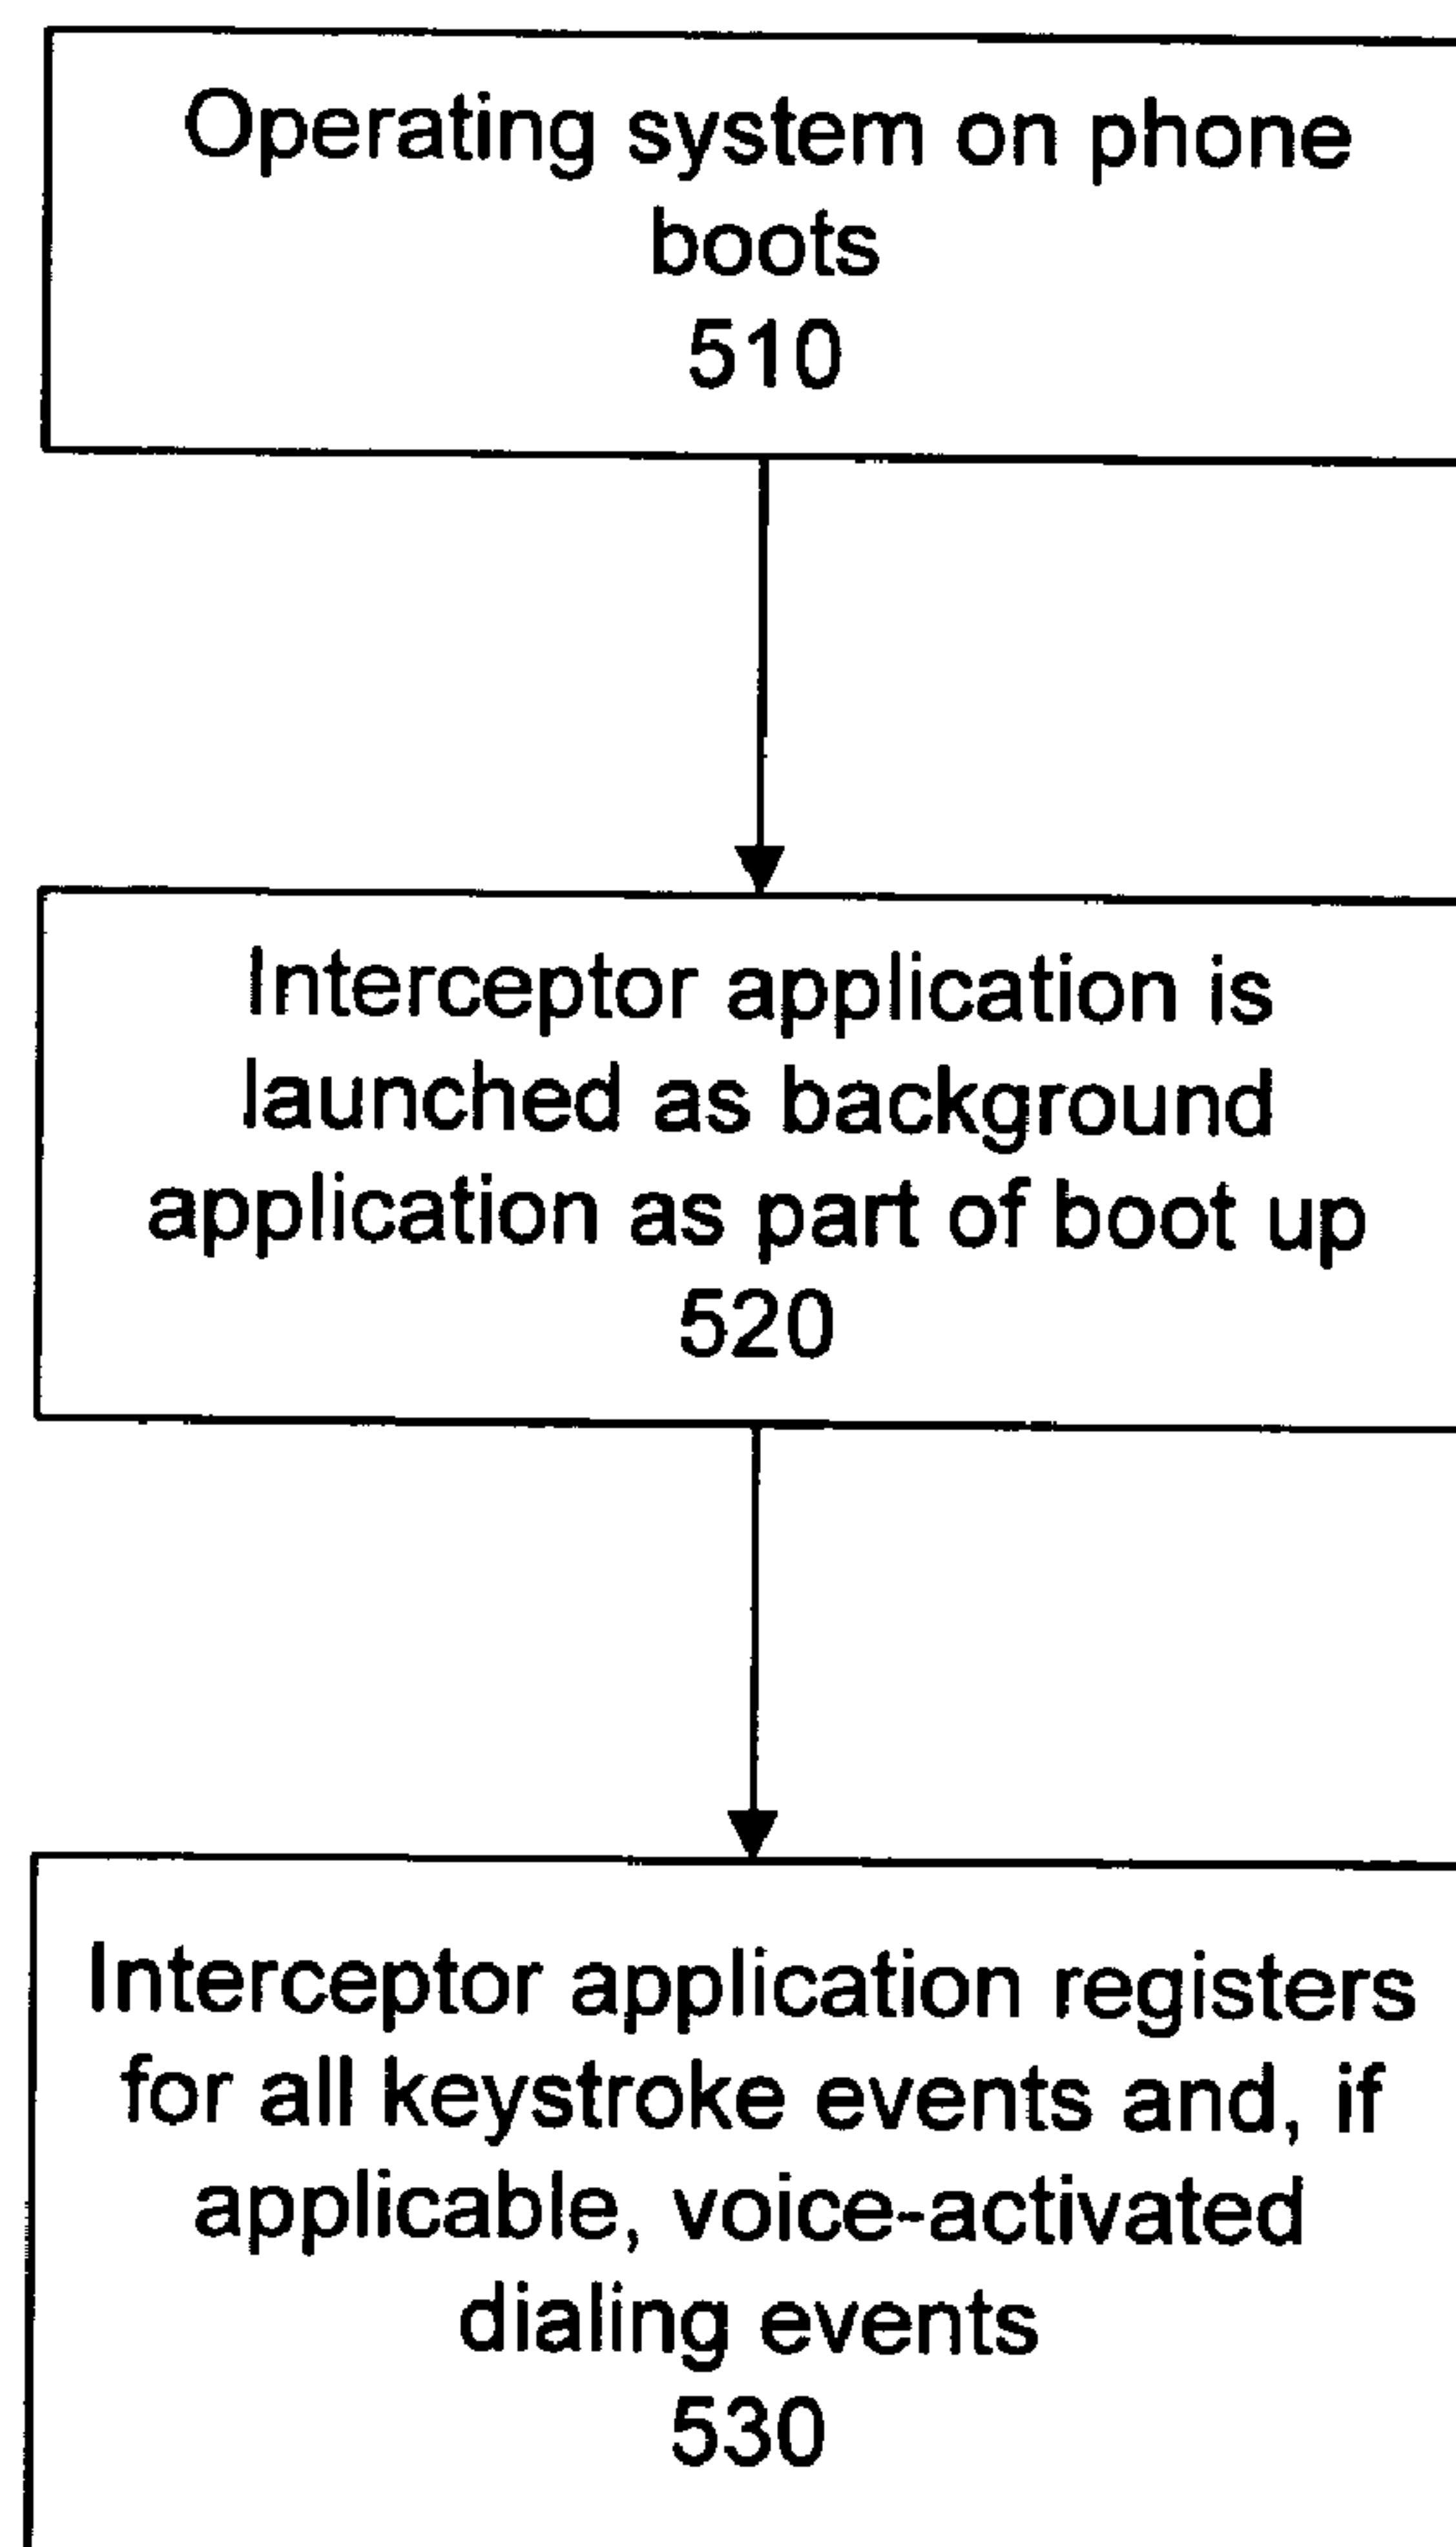 Operating system on phone
boots
510
Interceptor application is
launched as background
application as part of boot up
520
Interceptor application registers
for all keystroke events and, if
applicable, voice-activated
dialing events
530